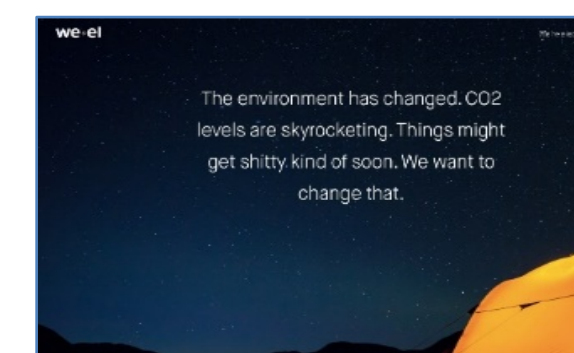 we·el
The environment has changed. CO2
levels are skyrocketing. Things might
get shitty kind of soon. We want to
change that.